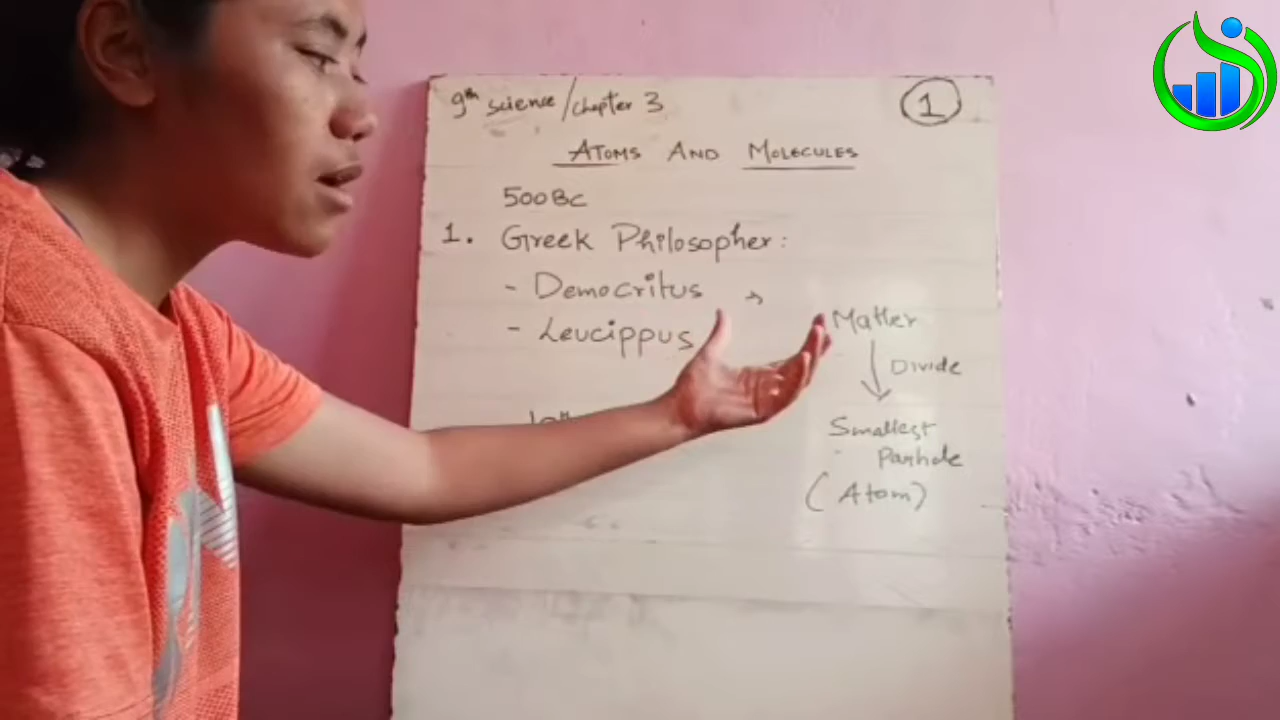 9th science/Chapter 3
1
ATOMS AND MOLECULES
500 BC
1. Greek Philosopher:
- Democritus →
- Leucippus
Matter
Divide
Smallest
Particle
(Atom)